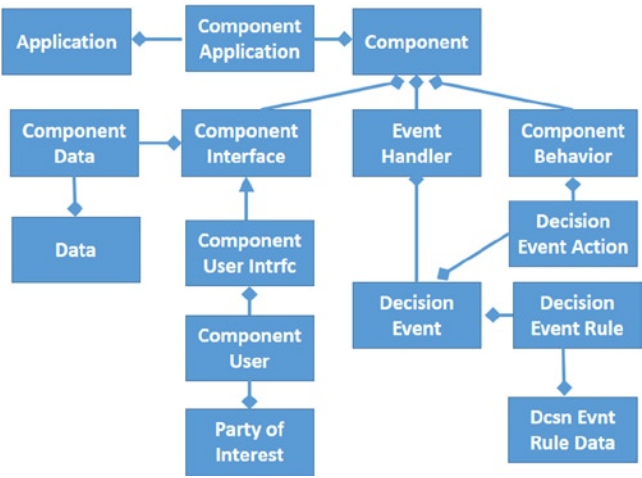 Application
Component
Application
Component
Component
Data
Component
Interface
Event
Handler
Component
Behavior
Data
Component
User Intrfc
Decision
Event Action
Component
User
Decision
Event
Decision
Event Rule
Party of
Interest
Dcsn Evnt
Rule Data